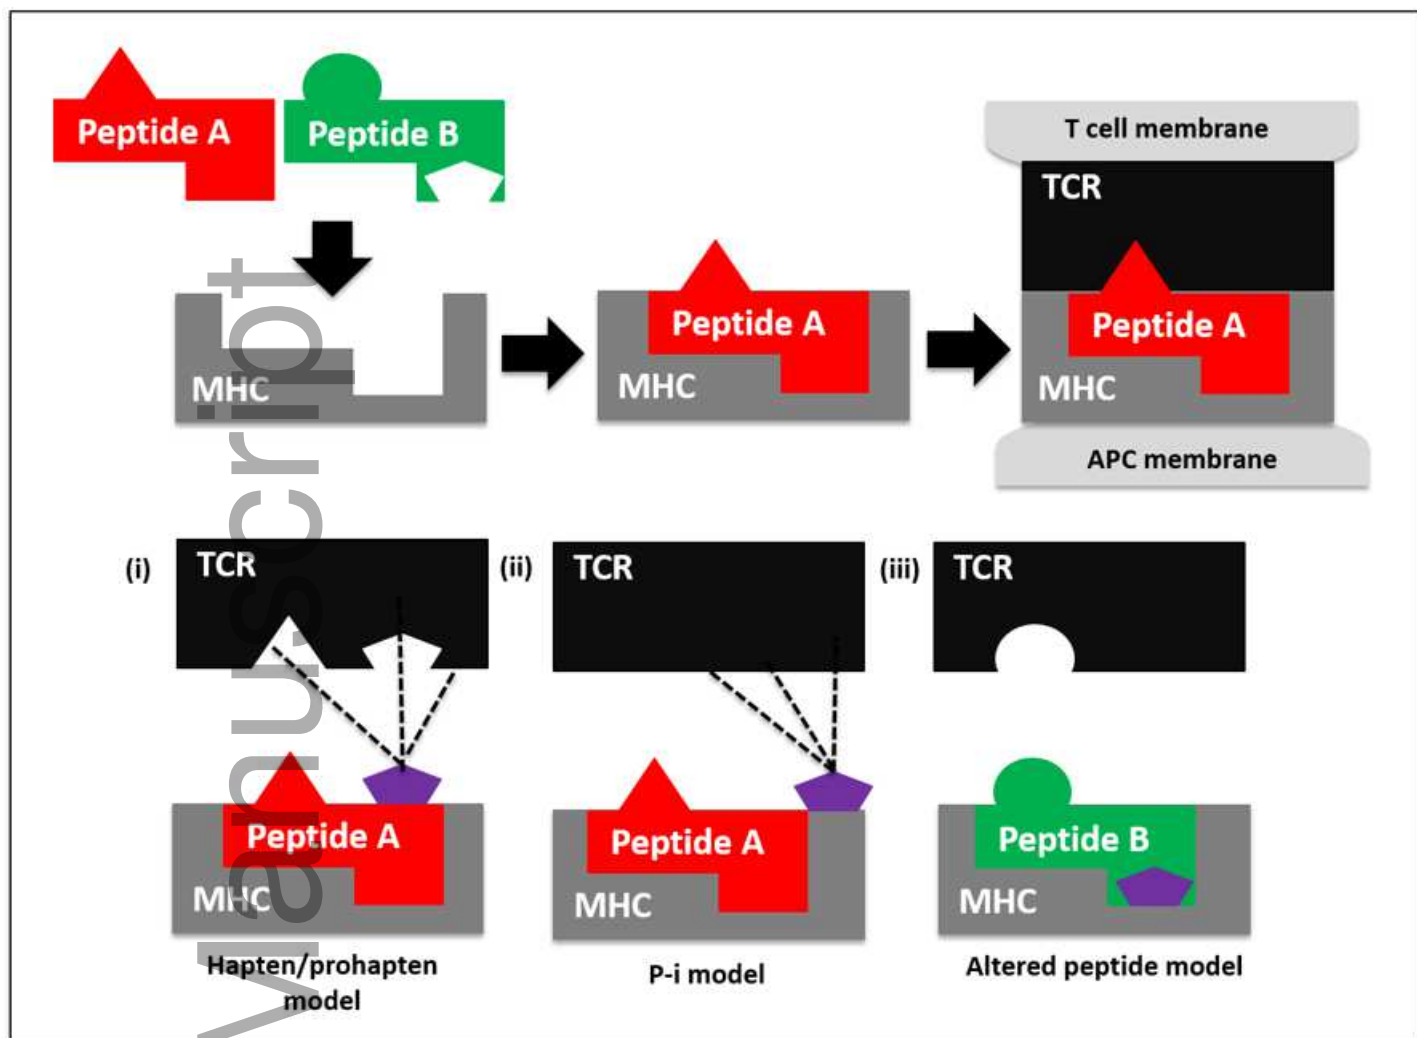 Peptide A
Peptide B
T cell membrane
TCR
MHC
Peptide A
MHC
Peptide A
MHC
APC membrane
(i)
TCR
(ii)
TCR
(iii)
TCR
Peptide A
MHC
Peptide A
MHC
Peptide B
MHC
Hapten/prohapten
model
P-i model
Altered peptide model
Manuscript